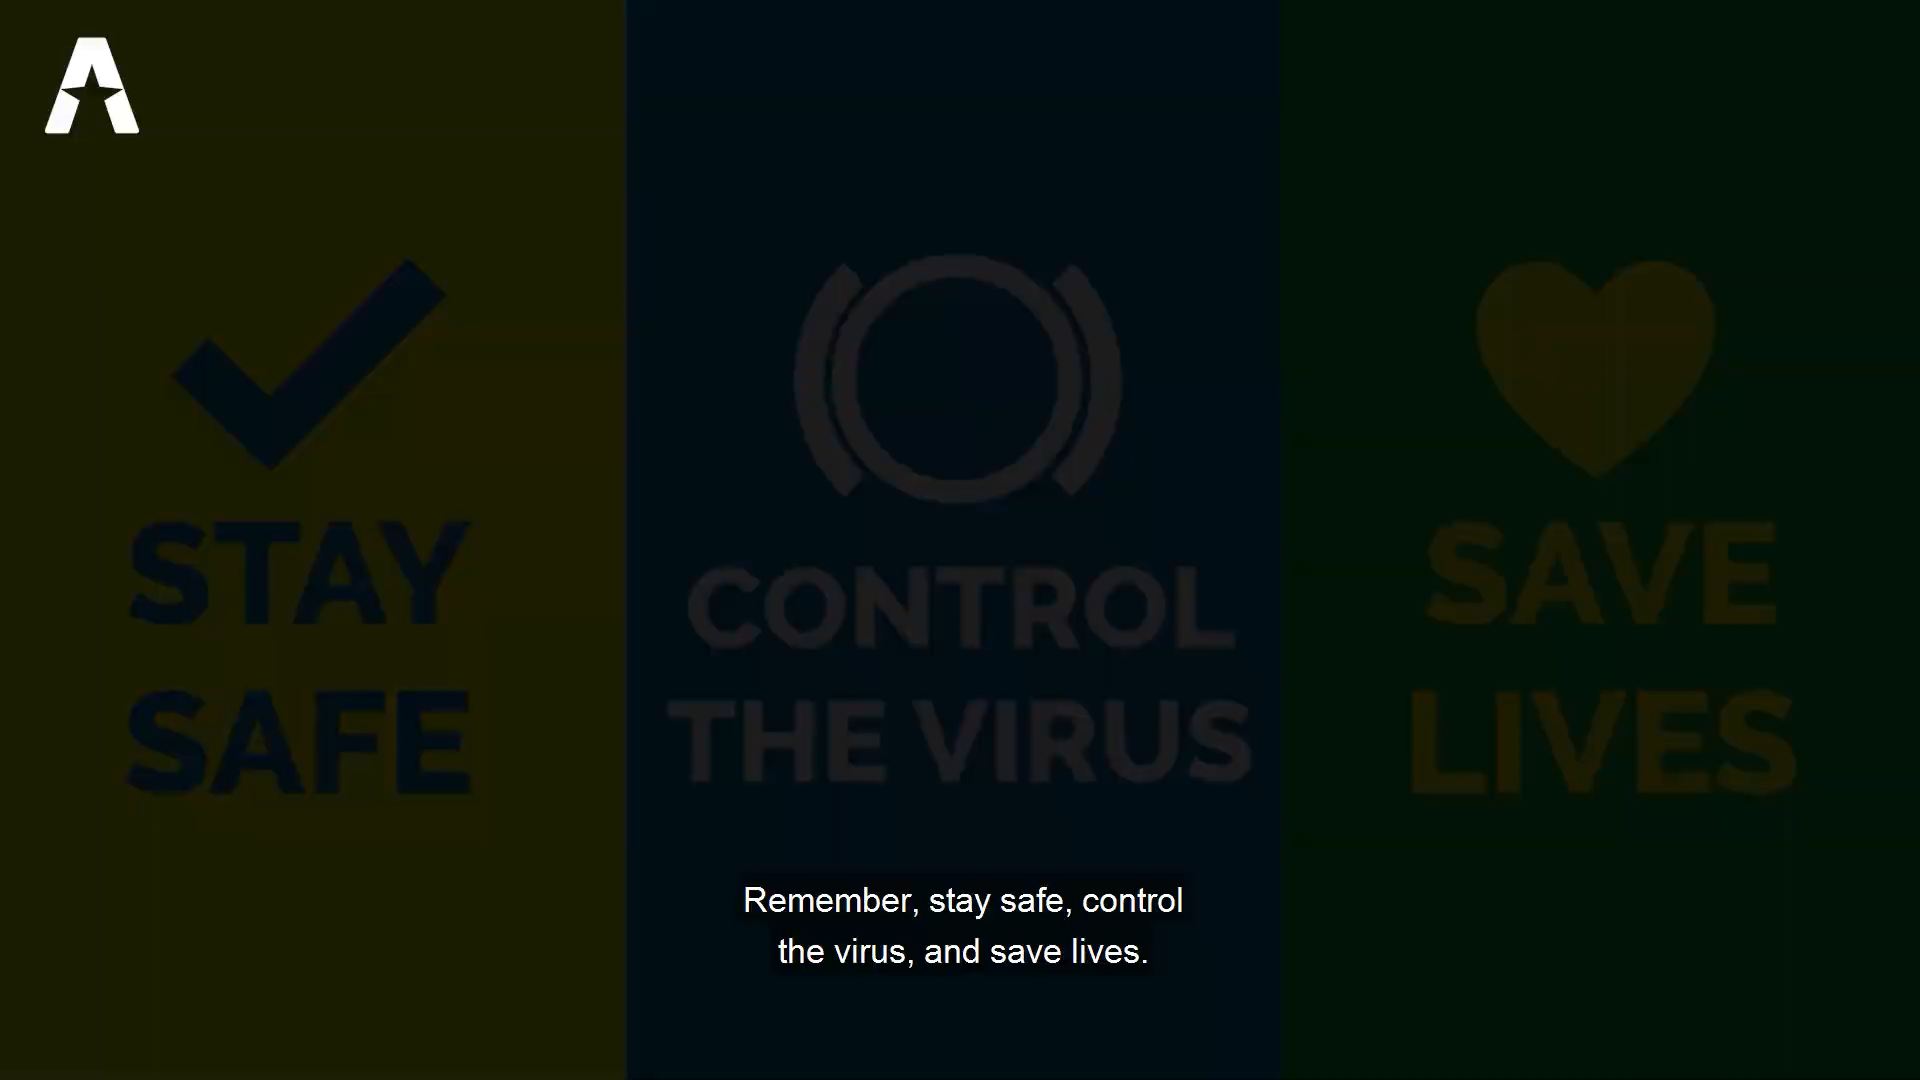 STAY
SAFE
CONTROL
THE VIRUS
SAVE
LIVES
Remember, stay safe, control
the virus, and save lives.